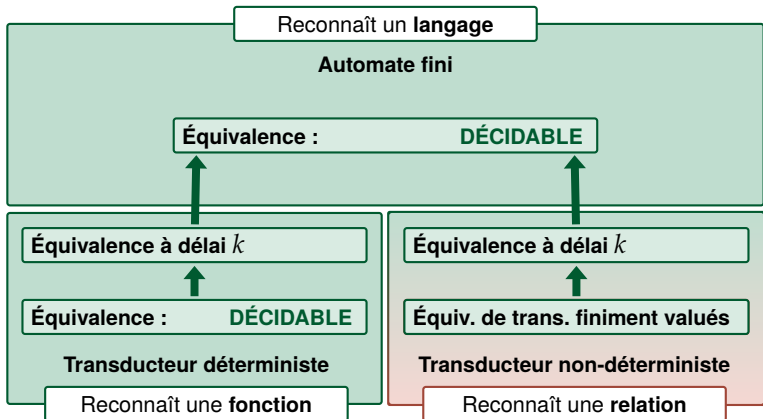 Reconnaît un langage
Automate fini
Équivalence : DÉCIDABLE
Équivalence à délai k
Équivalence : DÉCIDABLE
Transducteur déterministe
Reconnaît une fonction
Équivalence à délai k
Équiv. de trans. finiment valués
Transducteur non-déterministe
Reconnaît une relation